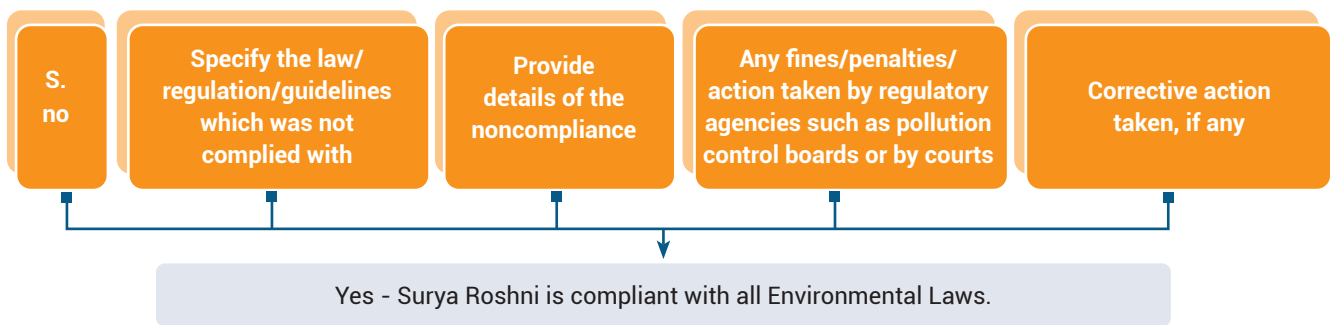 S.
no
Specify the law/
regulation/guidelines
which was not
complied with
Provide
details of the
noncompliance
Any fines/penalties/
action taken by regulatory
agencies such as pollution
control boards or by courts
Corrective action
taken, if any
Yes - Surya Roshni is compliant with all Environmental Laws.